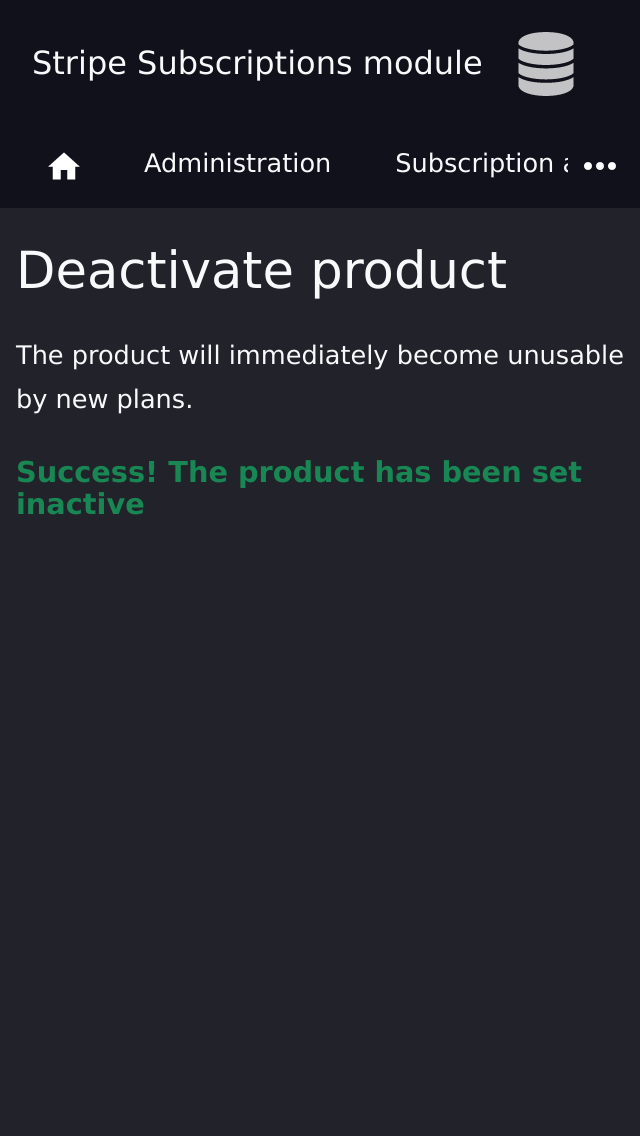 Stripe Subscriptions module
Administration
Subscription
Deactivate product
The product will immediately become unusable
by new plans.
Success! The product has been set
inactive